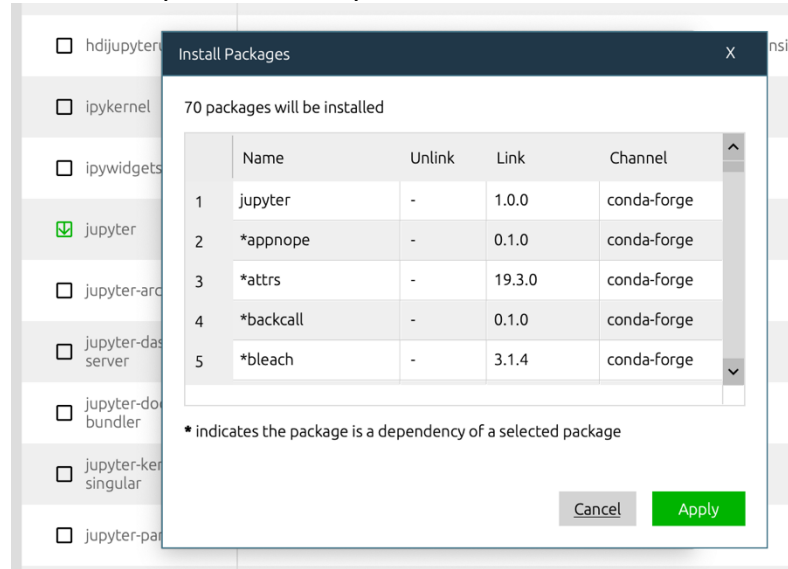 hdijupyteru
nsi
ipykernel
ipywidgets
jupyter
jupyter-arc
jupyter-das
server
jupyter-doc
bundler
jupyter-ker
singular
jupyter-par
Install Packages X
70 packages will be installed
Name Unlink Link Channel
1 jupyter - 1.0.0 conda-forge
2 *appnope - 0.1.0 conda-forge
3 *attrs - 19.3.0 conda-forge
4 *backcall - 0.1.0 conda-forge
5 *bleach - 3.1.4 conda-forge
* indicates the package is a dependency of a selected package
Cancel Apply